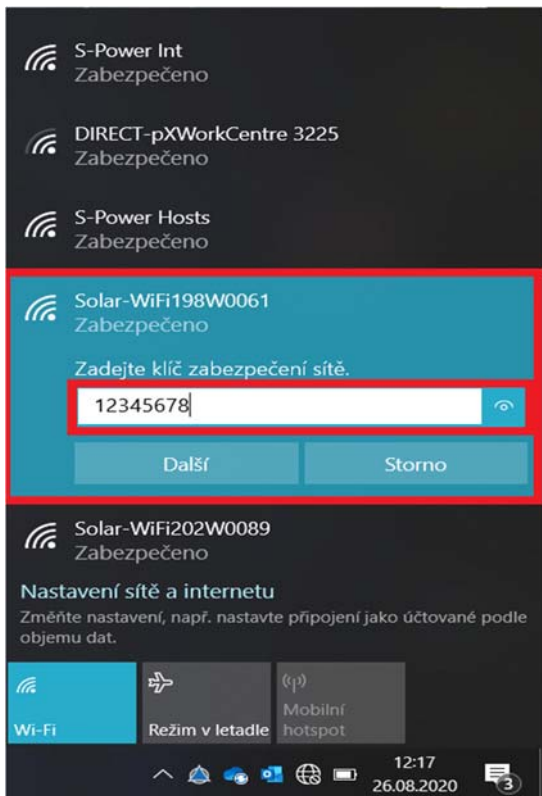 S-Power Int
Zabezpečeno
DIRECT-pXWorkCentre 3225
Zabezpečeno
S-Power Hosts
Zabezpečeno
Solar-WiFi198W0061
Zabezpečeno
Zadejte klíč zabezpečení sítě.
12345678
Další Storno
Solar-WiFi202W0089
Zabezpečeno
Nastavení sítě a internetu
Změňte nastavení, např. nastavte připojení jako účtované podle
objemu dat.
Wi-Fi Režim v letadle Mobilní
hotspot
12:17
26.08.2020
3